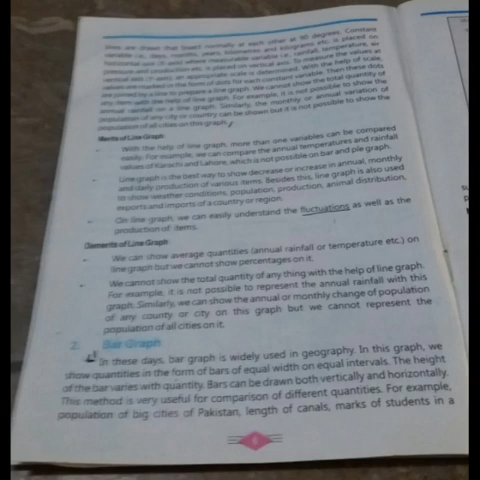 lines are drawn that board normally at each other at 90 degrees. Constant
variable i.e., days, months, years, kilometres and kilograms etc. is placed on
horizontal axis (X-axis) where measurable variable i.e. rainfall, temperature, air
pressure and production etc. is placed on vertical axis. To measure the values at
vertical axis (Y-axis), an appropriate scale is determined. With the help of scale,
values are marked in the form of dots for each constant variable. Then these dots
are joined by a line to prepare a line graph. We cannot show the total quantity of
any item with the help of line graph. For example, it is not possible to show the
annual rainfall on a line graph. Similarly, the monthly or annual variation of
population of any city or country can be shown but it is not possible to show the
population of all cities on this graph.
Merits of Line Graph
- With the help of line graph, more than one variables can be compared
easily. For example, we can compare the annual temperatures and rainfall
values of Karachi and Lahore, which is not possible on bar and pie graph.
- Line graph is the best way to show decrease or increase in annual, monthly
and daily production of various items. Besides this, line graph is also used
to show weather conditions, population, production, animal distribution,
exports and imports of a country or region.
- On line graph, we can easily understand the fluctuations as well as the
production of items.
Demerits of Line Graph
- We can show average quantities (annual rainfall or temperature etc.) on
line graph but we cannot show percentages on it.
- We cannot show the total quantity of any thing with the help of line graph.
For example, it is not possible to represent the annual rainfall with this
graph. Similarly, we can show the annual or monthly change of population
of any county or city on this graph but we cannot represent the
population of all cities on it.
2. Bar Graph
In these days, bar graph is widely used in geography. In this graph, we
show quantities in the form of bars of equal width on equal intervals. The height
of the bar varies with quantity. Bars can be drawn both vertically and horizontally.
This method is very useful for comparison of different quantities. For example,
population of big cities of Pakistan, length of canals, marks of students in a